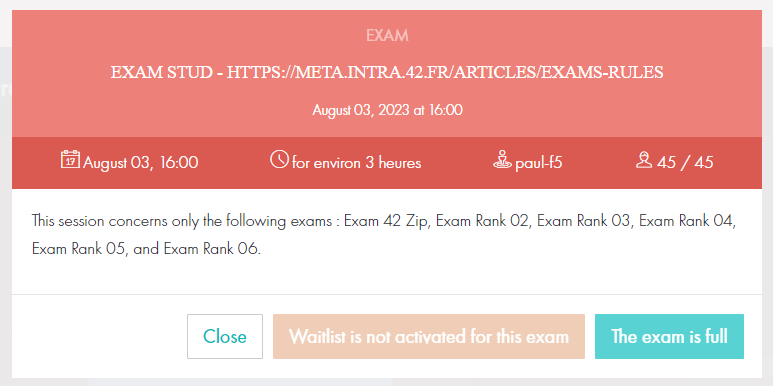 EXAM
EXAM STUD - HTTPS://META.INTRA.42.FR/ARTICLES/EXAMS-RULES
August 03, 2023 at 16:00
17 August 03, 16:00 for environ 3 heures paul-f5 45 / 45
This session concerns only the following exams : Exam 42 Zip, Exam Rank 02, Exam Rank 03, Exam Rank 04,
Exam Rank 05, and Exam Rank 06.
Close Waitlist is not activated for this exam The exam is full